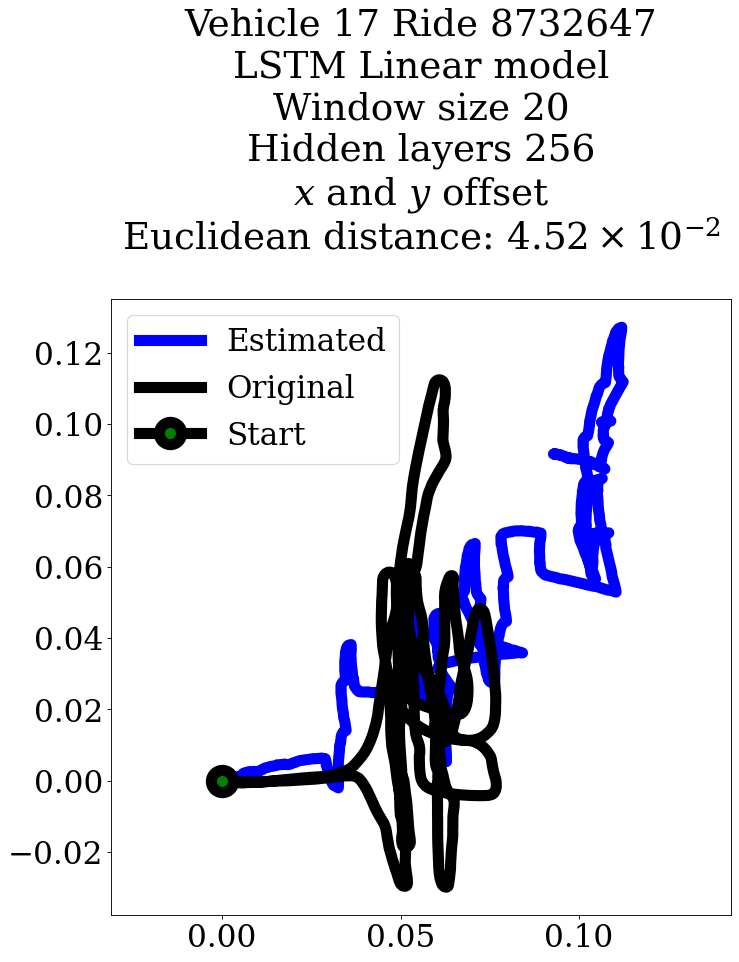 Vehicle 17 Ride 8732647
LSTM Linear model
Window size 20
Hidden layers 256
x and y offset
Euclidean distance: 4.52 × 10⁻²
Estimated
Original
Start
0.12
0.10
0.08
0.06
0.04
0.02
0.00
−0.02
0.00 0.05 0.10